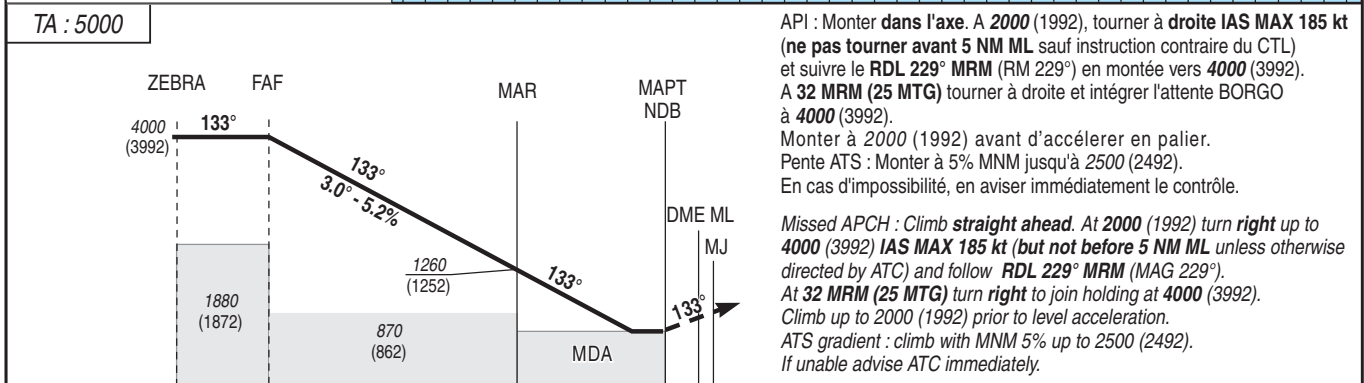 TA : 5000
ZEBRA
FAF
MAR
MAPT
NDB
4000
(3992)
133°
133°
3.0° - 5.2%
DME ML
MJ
1260
(1252)
133°
133°
1880
(1872)
870
(862)
MDA
API : Monter dans l'axe. A 2000 (1992), tourner à droite IAS MAX 185 kt
(ne pas tourner avant 5 NM ML sauf instruction contraire du CTL)
et suivre le RDL 229° MRM (RM 229°) en montée vers 4000 (3992).
A 32 MRM (25 MTG) tourner à droite et intégrer l'attente BORGO
à 4000 (3992).
Monter à 2000 (1992) avant d'accélerer en palier.
Pente ATS : Monter à 5% MNM jusqu'à 2500 (2492).
En cas d'impossibilité, en aviser immédiatement le contrôle.
Missed APCH : Climb straight ahead. At 2000 (1992) turn right up to
4000 (3992) IAS MAX 185 kt (but not before 5 NM ML unless otherwise
directed by ATC) and follow RDL 229° MRM (MAG 229°).
At 32 MRM (25 MTG) turn right to join holding at 4000 (3992).
Climb up to 2000 (1992) prior to level acceleration.
ATS gradient : climb with MNM 5% up to 2500 (2492).
If unable advise ATC immediately.